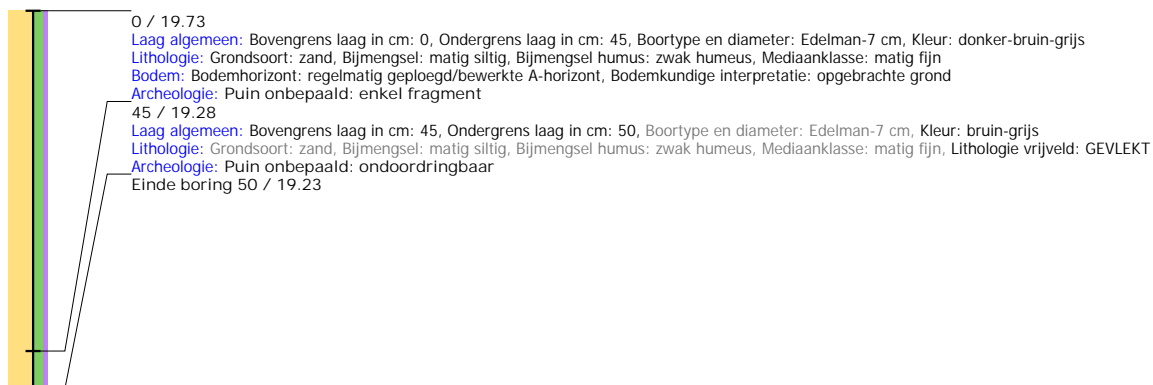 0 / 19.73
Laag algemeen: Bovengrens laag in cm: 0, Ondergrens laag in cm: 45, Boortype en diameter: Edelman-7 cm, Kleur: donker-bruin-grijs
Lithologie: Grondsoort: zand, Bijmengsel: matig siltig, Bijmengsel humus: zwak humeus, Mediaanklasse: matig fijn
Bodem: Bodemhorizont: regelmatig geploegd/bewerkte A-horizont, Bodemkundige interpretatie: opgebrachte grond
Archeologie: Puin onbepaald: enkel fragment
45 / 19.28
Laag algemeen: Bovengrens laag in cm: 45, Ondergrens laag in cm: 50, Boortype en diameter: Edelman-7 cm, Kleur: bruin-grijs
Lithologie: Grondsoort: zand, Bijmengsel: matig siltig, Bijmengsel humus: zwak humeus, Mediaanklasse: matig fijn, Lithologie vrijveld: GEVLEKT
Archeologie: Puin onbepaald: ondoordringbaar
Einde boring 50 / 19.23